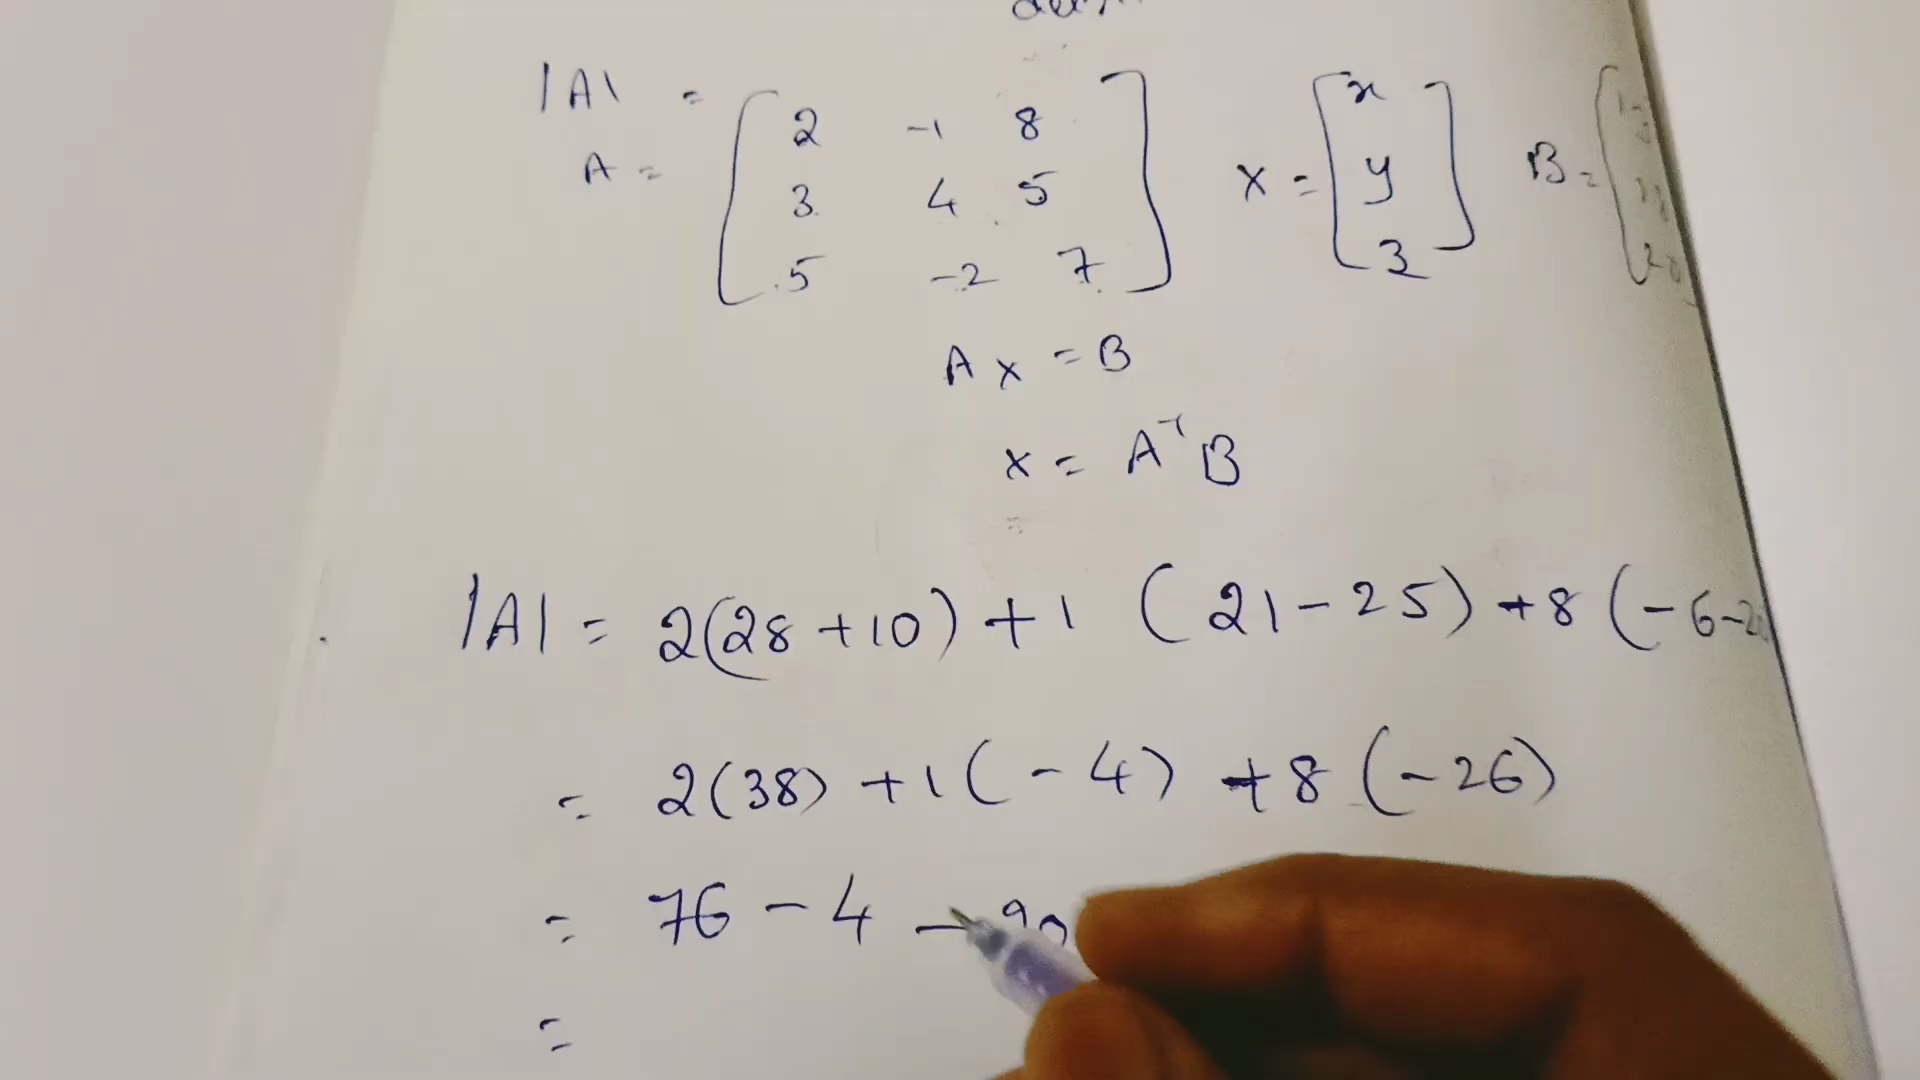 |A| =
A = [ 2 -1 8
3 4 5
5 -2 7 ] X = [ x
y
3 ] B = [
AX = B
X = A⁻¹B
=
|A| = 2(28+10) +1 (21-25) +8 (-6-2
= 2(38) +1(-4) +8 (-26)
= 76 - 4 -
=